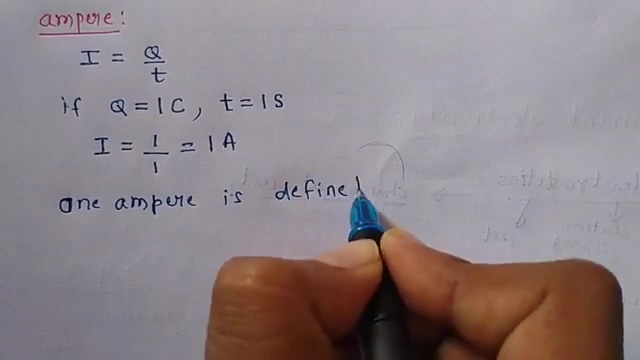 ampere:
I = Q/t
if Q = 1C, t = 1S
I = 1/1 = 1A
one ampere is define